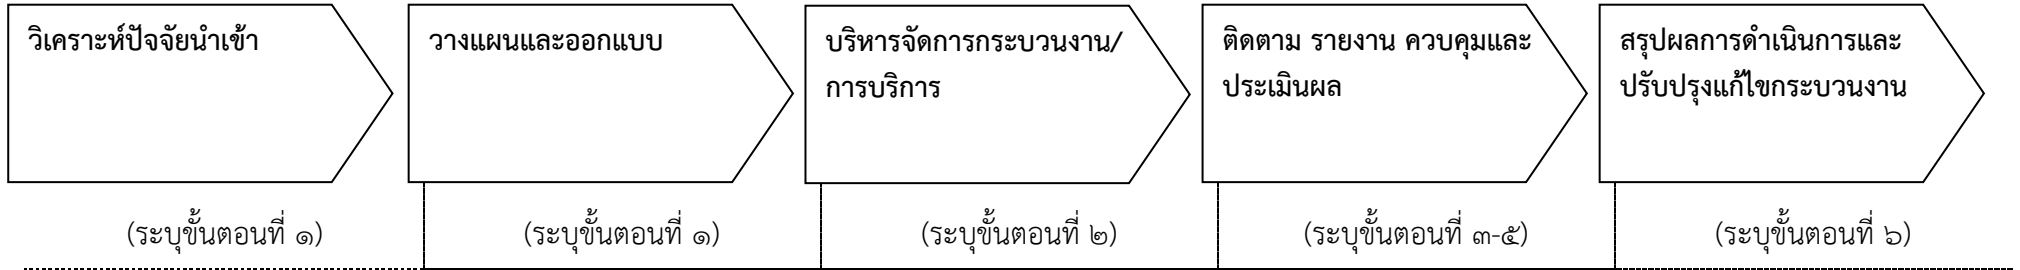 วิเคราะห์ปัจจัยนำเข้า
วางแผนและออกแบบ
บริหารจัดการกระบวนงาน/
การบริการ
ติดตาม รายงาน ควบคุมและ
ประเมินผล
สรุปผลการดำเนินการและ
ปรับปรุงแก้ไขกระบวนงาน
(ระบุขั้นตอนที่ ๑)
(ระบุขั้นตอนที่ ๑)
(ระบุขั้นตอนที่ ๒)
(ระบุขั้นตอนที่ ๓-๕)
(ระบุขั้นตอนที่ ๖)